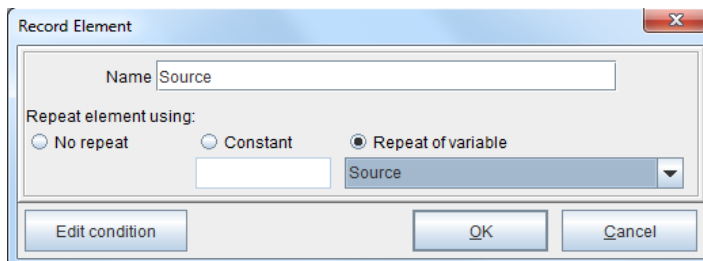 Record Element
Name Source
Repeat element using:
No repeat Constant Repeat of variable
Source
Edit condition OK Cancel